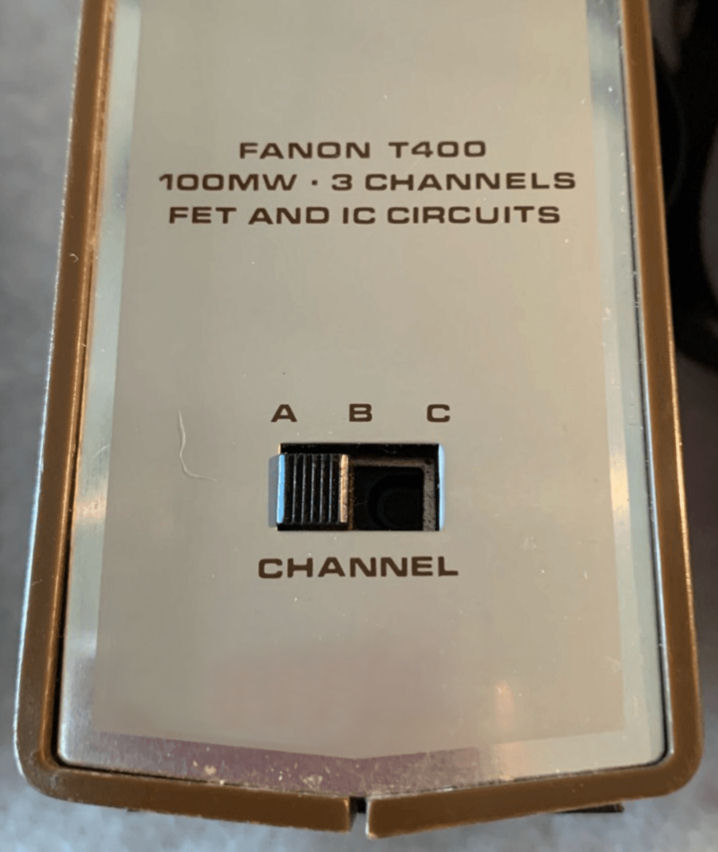 FANON T400
100MW · 3 CHANNELS
FET AND IC CIRCUITS
A B C
CHANNEL